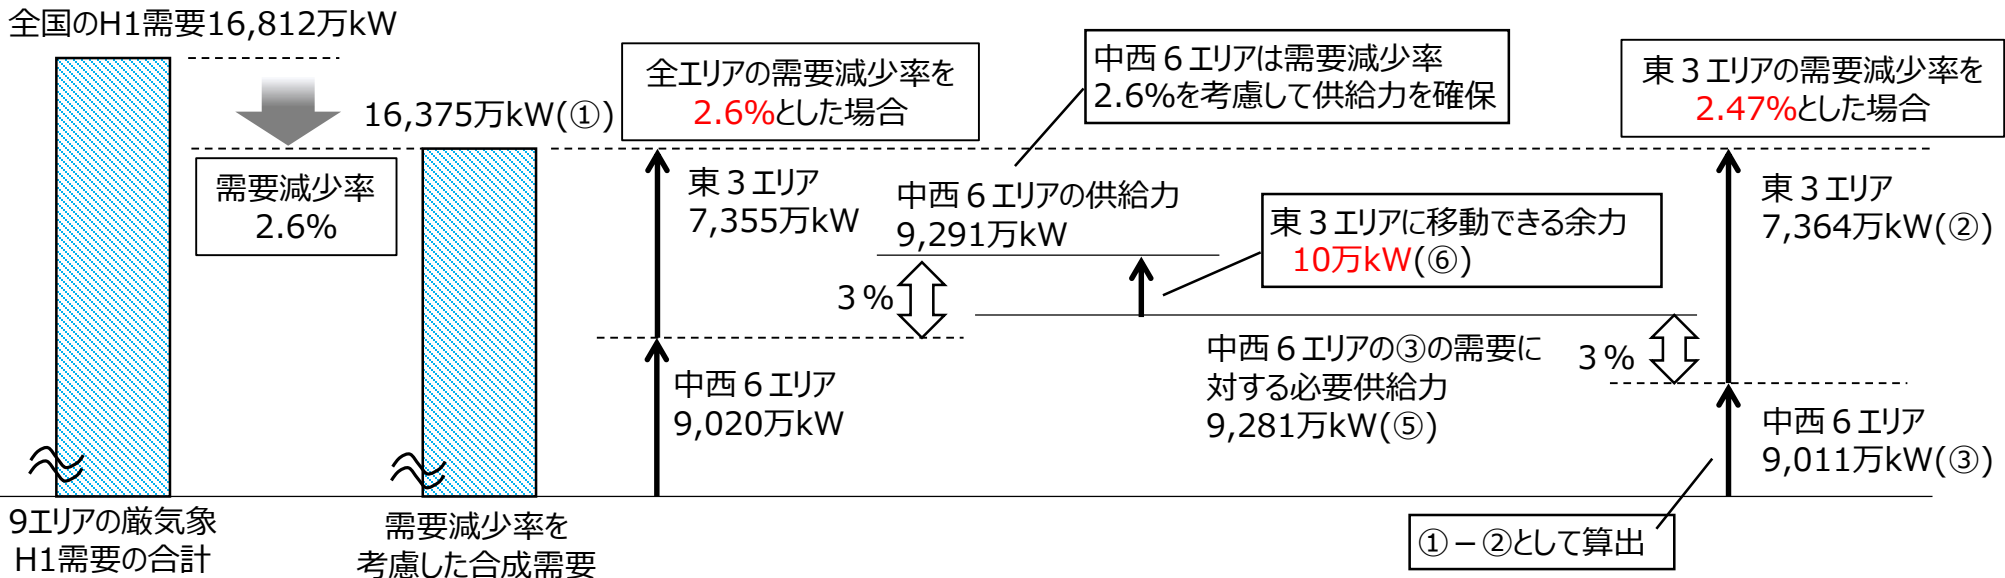 全国のH1需要16,812万kW
16,375万kW(①)
需要減少率
2.6%
全エリアの需要減少率を
2.6%とした場合
中西6エリアは需要減少率
2.6%を考慮して供給力を確保
東3エリアの需要減少率を
2.47%とした場合
東3エリア
7,355万kW
中西6エリアの供給力
9,291万kW
東3エリアに移動できる余力
10万kW(⑥)
東3エリア
7,364万kW(②)
3%
中西6エリア
9,020万kW
中西6エリアの③の需要に
対する必要供給力
9,281万kW(⑤)
3%
中西6エリア
9,011万kW(③)
①-②として算出
9エリアの厳気象
H1需要の合計
需要減少率を
考慮した合成需要